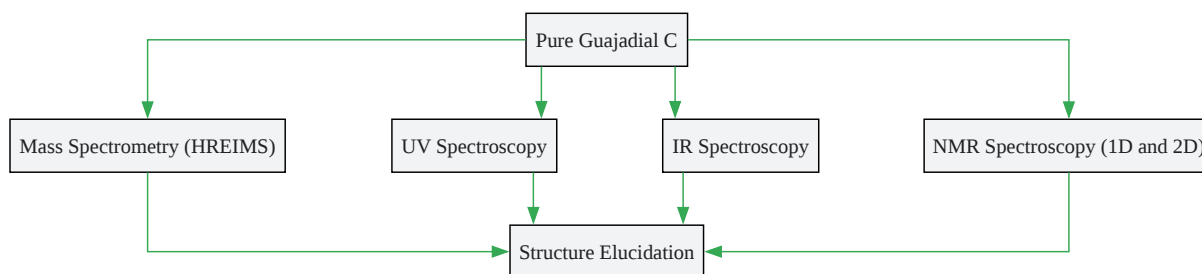 Pure Guajadial C
Mass Spectrometry (HREIMS)
UV Spectroscopy
IR Spectroscopy
NMR Spectroscopy (1D and 2D)
Structure Elucidation